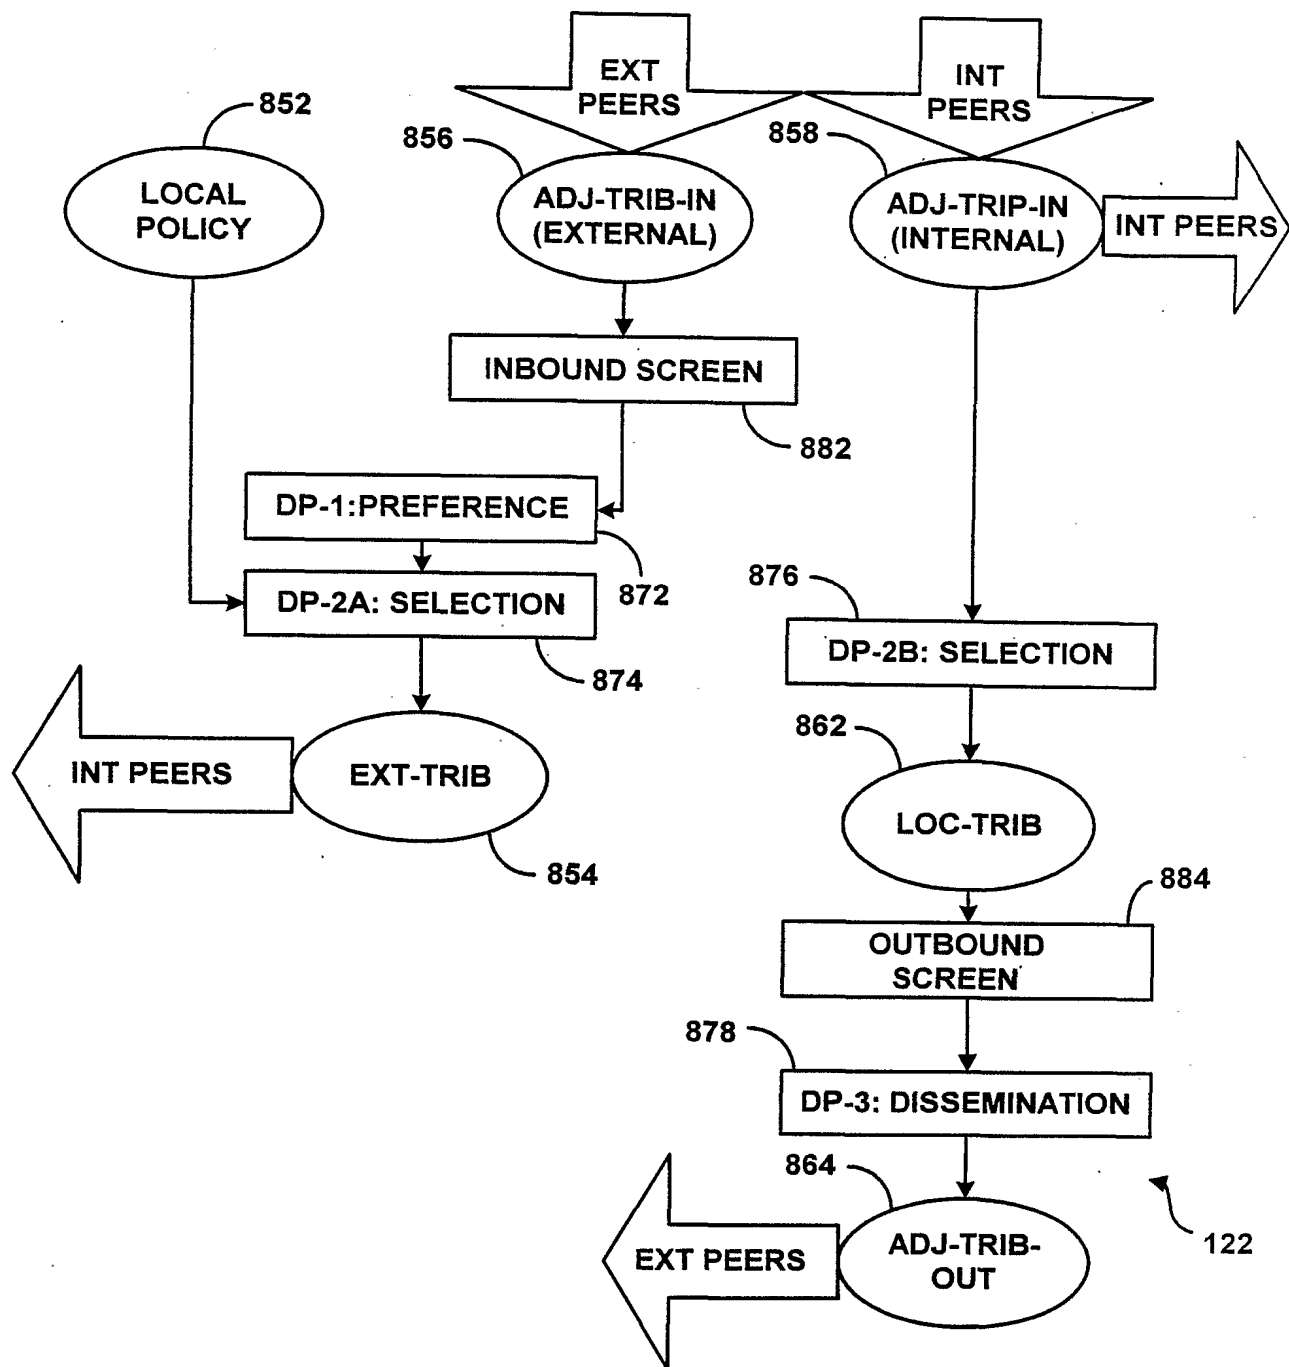 EXT
PEERS
INT
PEERS
852
856
858
LOCAL
POLICY
ADJ-TRIB-IN
(EXTERNAL)
ADJ-TRIP-IN
(INTERNAL)
INT PEERS
INBOUND SCREEN
882
DP-1:PREFERENCE
872
876
DP-2A: SELECTION
874
DP-2B: SELECTION
862
INT PEERS
EXT-TRIB
854
LOC-TRIB
884
OUTBOUND
SCREEN
878
DP-3: DISSEMINATION
864
122
EXT PEERS
ADJ-TRIB-
OUT